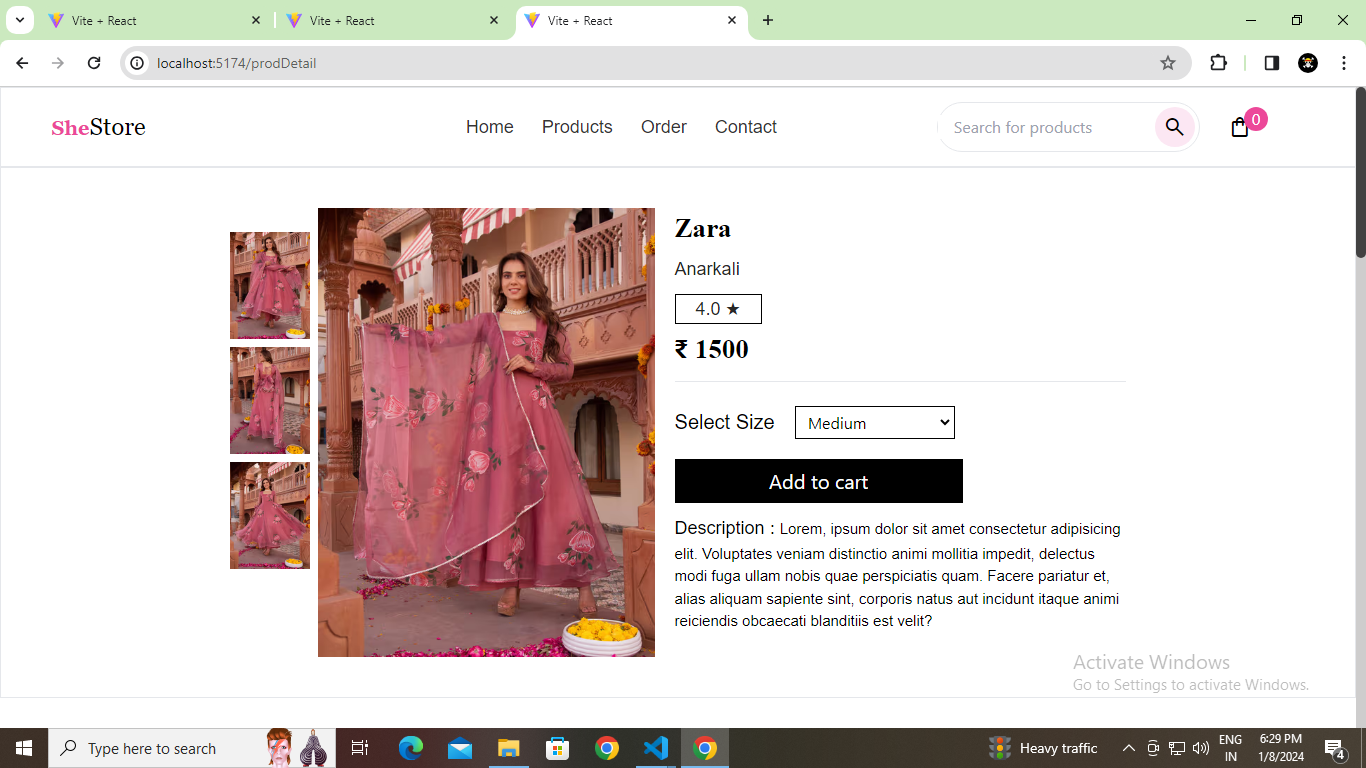 Vite + React
Vite + React
Vite + React
localhost:5174/prodDetail
SheStore
Home
Products
Order
Contact
Search for products
0
Zara
Anarkali
4.0 ★
₹ 1500
Select Size
Medium
Add to cart
Description : Lorem, ipsum dolor sit amet consectetur adipisicing
elit. Voluptates veniam distinctio animi mollitia impedit, delectus
modi fuga ullam nobis quae perspiciatis quam. Facere pariatur et,
alias aliquam sapiente sint, corporis natus aut incidunt itaque animi
reiciendis obcaecati blanditiis est velit?
Activate Windows
Go to Settings to activate Windows.
Type here to search
Heavy traffic
ENG
IN
6:29 PM
1/8/2024
4